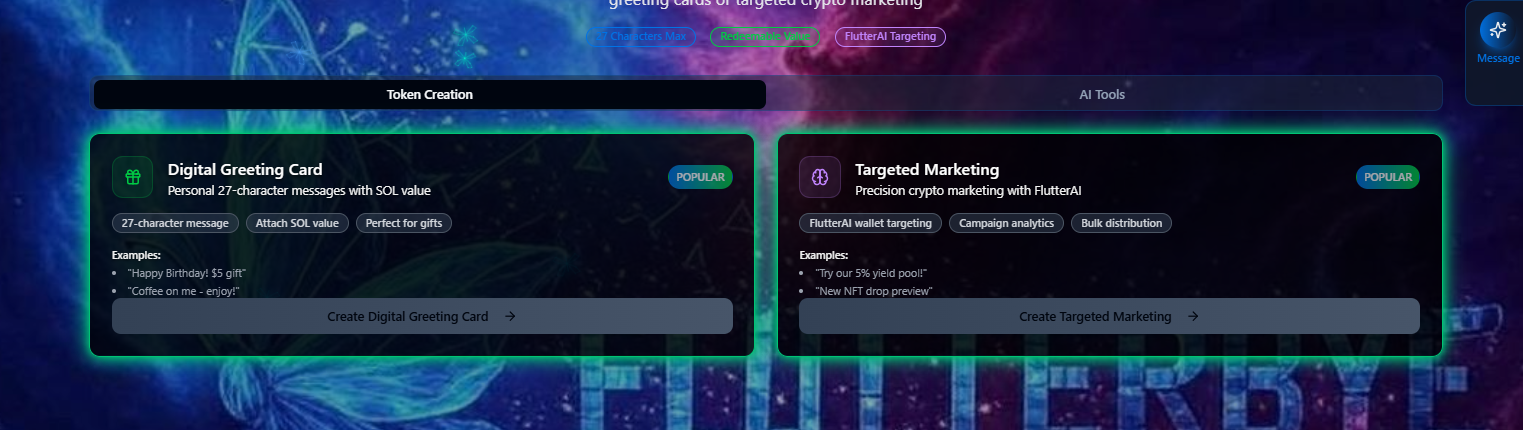 greeting cards or targeted crypto marketing
27 Characters Max
Redeemable Value
FlutterAI Targeting
Message
Token Creation
AI Tools
Digital Greeting Card
Personal 27-character messages with SOL value
POPULAR
27-character message
Attach SOL value
Perfect for gifts
Examples:
• "Happy Birthday! $5 gift"
• "Coffee on me - enjoy!"
Create Digital Greeting Card →
Targeted Marketing
Precision crypto marketing with FlutterAI
POPULAR
FlutterAI wallet targeting
Campaign analytics
Bulk distribution
Examples:
• "Try our 5% yield pool!"
• "New NFT drop preview"
Create Targeted Marketing →
FLUTTERBYE